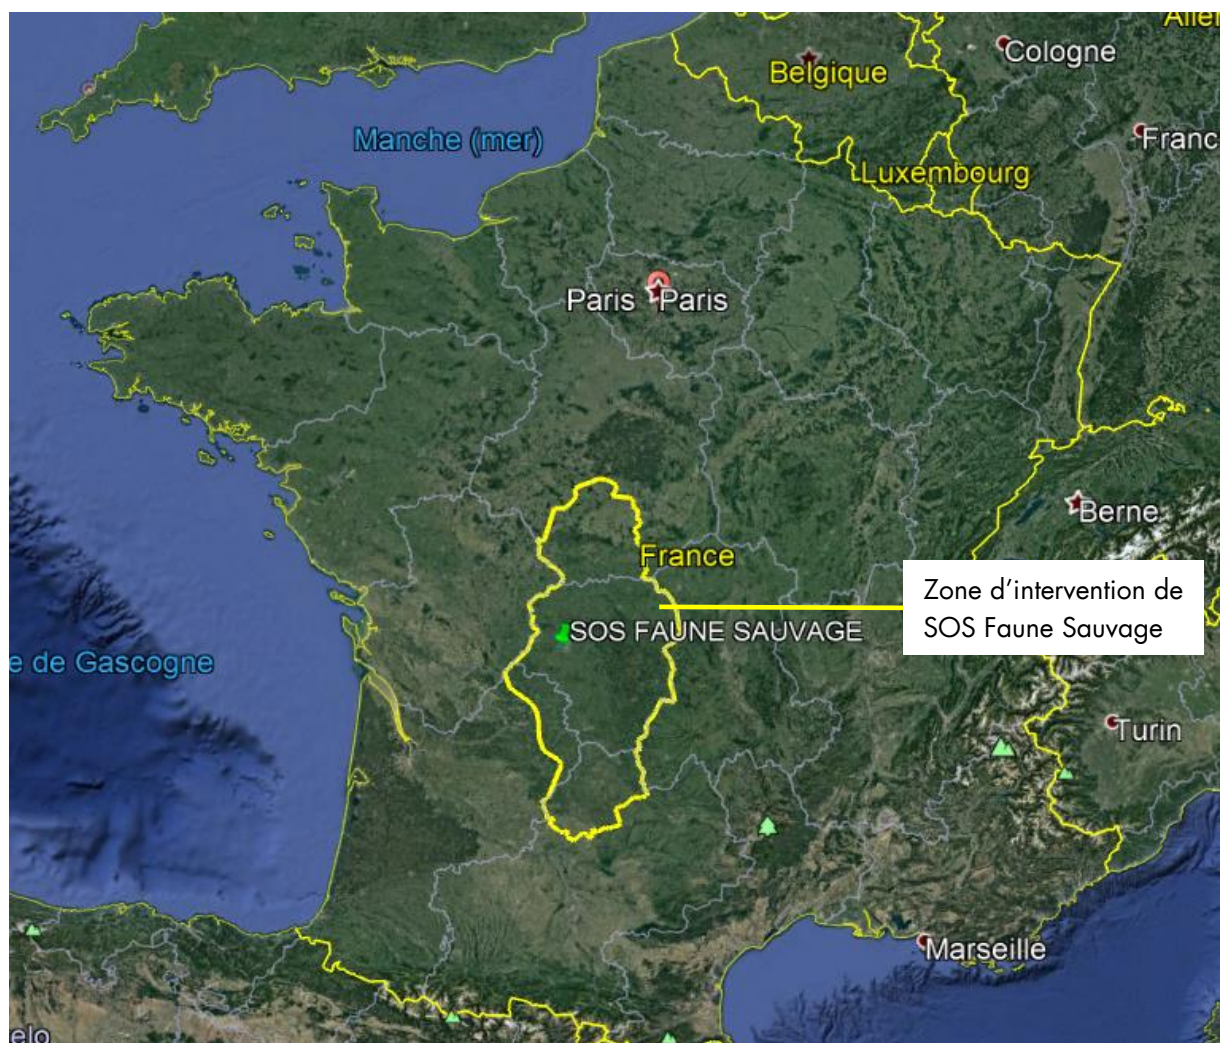 Aller
Cologne
Belgique
Manche (mer)
Franc
Luxembourg
Paris
Paris
Berne
France
Zone d’intervention de
SOS Faune Sauvage
SOS FAUNE SAUVAGE
e de Gascogne
Turin
Marseille
elo